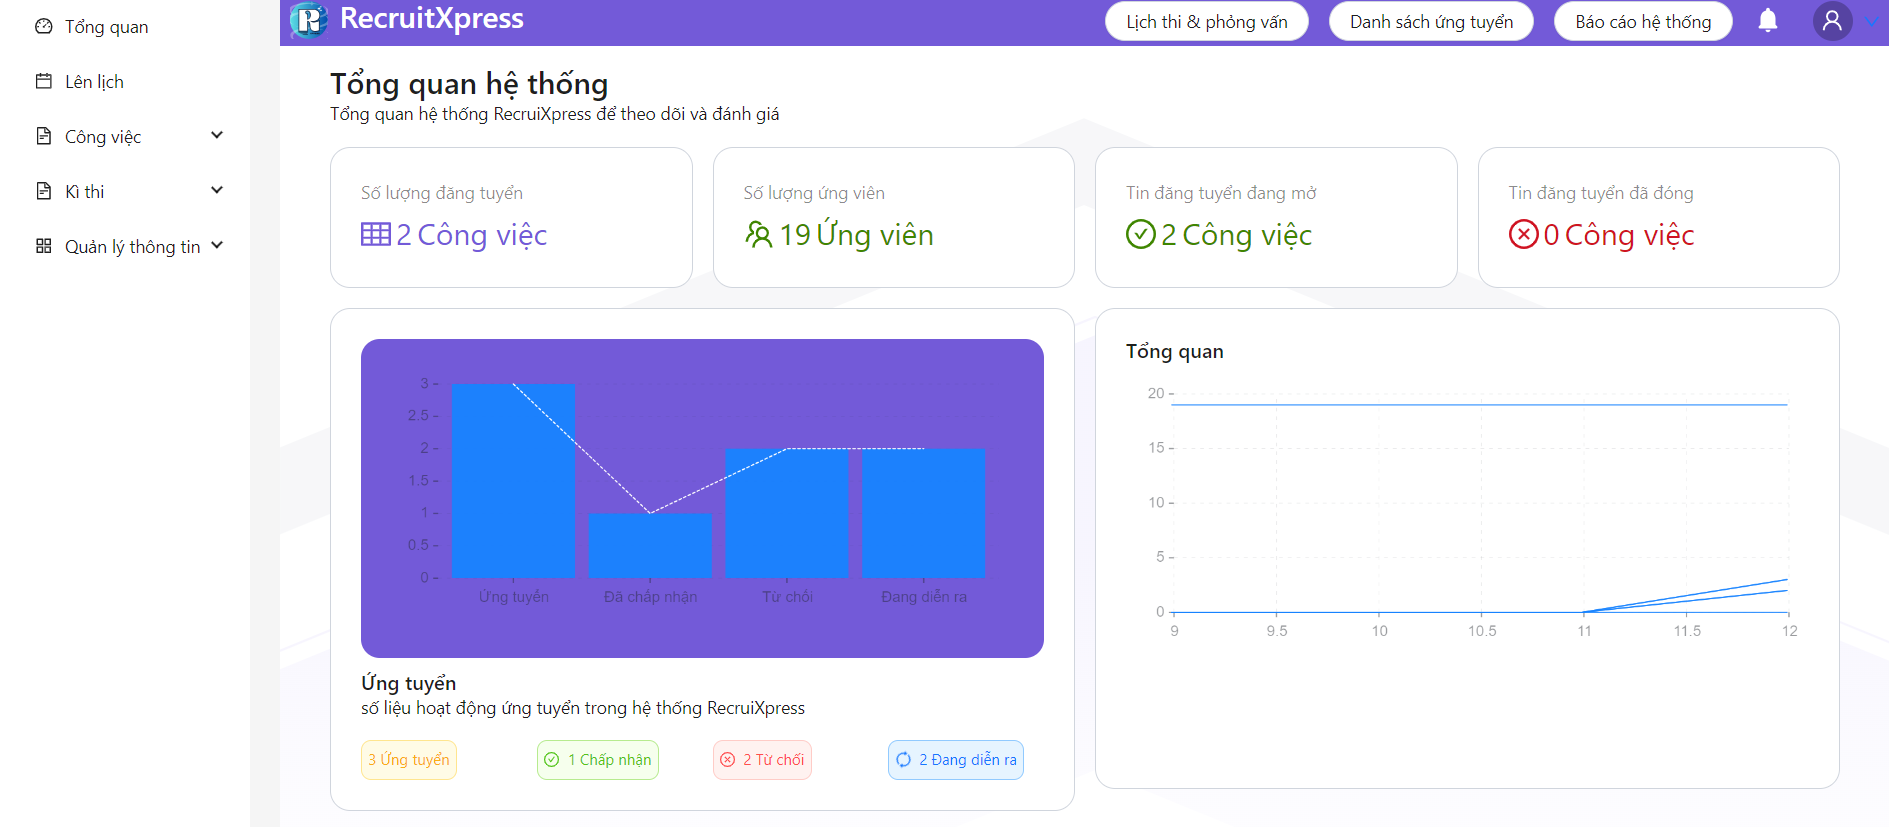 Tổng quan
Lên lịch
Công việc
Kì thi
Quản lý thông tin
RecruitXpress
Lịch thi & phỏng vấn
Danh sách ứng tuyển
Báo cáo hệ thống
Tổng quan hệ thống
Tổng quan hệ thống RecruiXpress để theo dõi và đánh giá
Số lượng đăng tuyển
2 Công việc
Số lượng ứng viên
19 Ứng viên
Tin đăng tuyển đang mở
2 Công việc
Tin đăng tuyển đã đóng
0 Công việc
3
2.5
2
1.5
1
0.5
0
Ứng tuyển
Đã chấp nhận
Từ chối
Đang diễn ra
Ứng tuyển
số liệu hoạt động ứng tuyển trong hệ thống RecruiXpress
3 Ứng tuyển
1 Chấp nhận
2 Từ chối
2 Đang diễn ra
Tổng quan
20
15
10
5
0
9
9.5
10
10.5
11
11.5
12